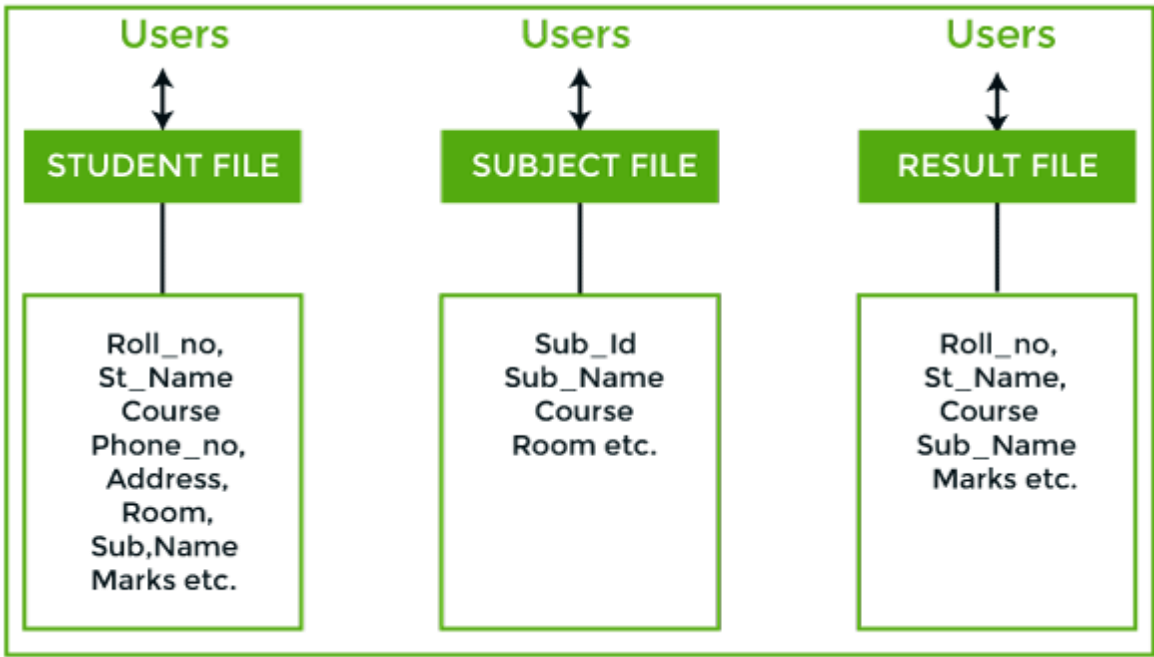 Users
STUDENT FILE
Roll_no,
St_Name
Course
Phone_no,
Address,
Room,
Sub,Name
Marks etc.
Users
SUBJECT FILE
Sub_Id
Sub_Name
Course
Room etc.
Users
RESULT FILE
Roll_no,
St_Name,
Course
Sub_Name
Marks etc.